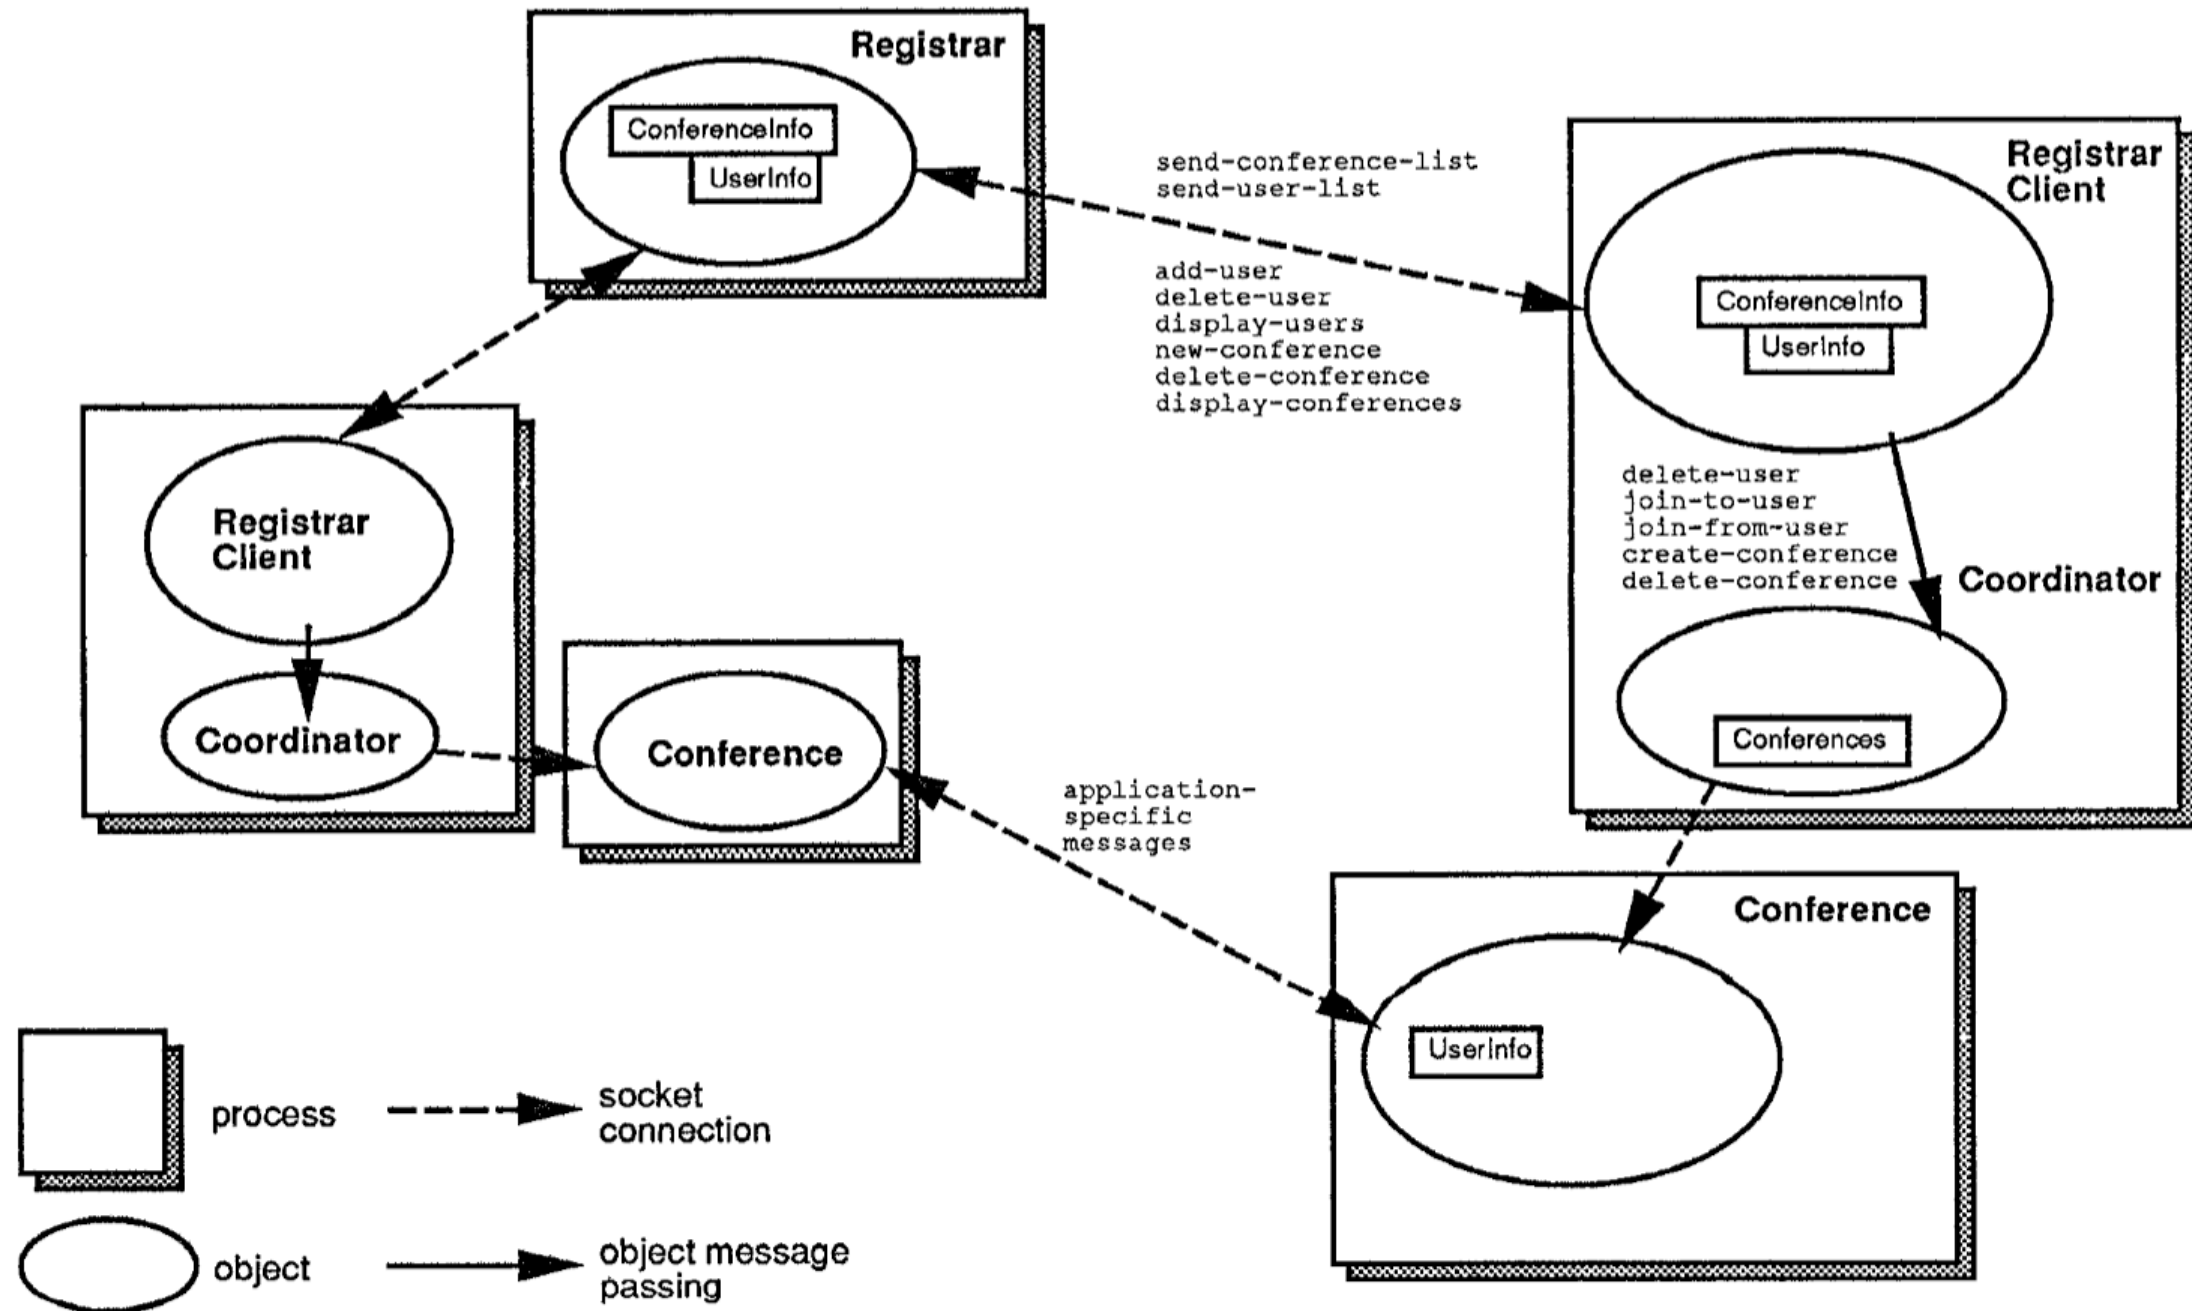 Registrar
ConferenceInfo
UserInfo
send-conference-list
send-user-list
add-user
delete-user
display-users
new-conference
delete-conference
display-conferences
Registrar
Client
ConferenceInfo
UserInfo
delete-user
join-to-user
join-from-user
create-conference
delete-conference
Coordinator
Conferences
Registrar
Client
Coordinator
Conference
application-
specific
messages
Conference
UserInfo
process
socket
connection
object
object message
passing